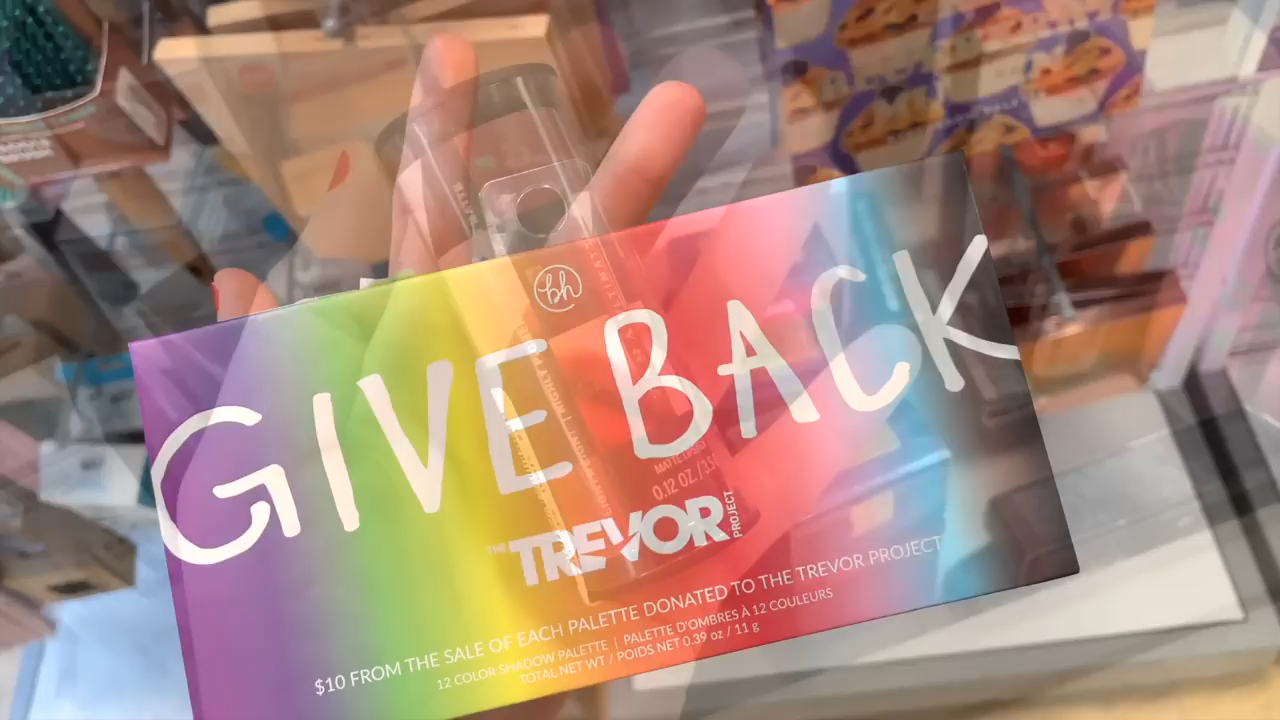 bh
GIVE BACK
THE TREVOR PROJECT
$10 FROM THE SALE OF EACH PALETTE DONATED TO THE TREVOR PROJECT
12 COLOR SHADOW PALETTE | PALETTE D'OMBRES À 12 COULEURS
TOTAL NET WT / POIDS NET 0.39 oz / 11 g
MATTE
0.12 OZ.